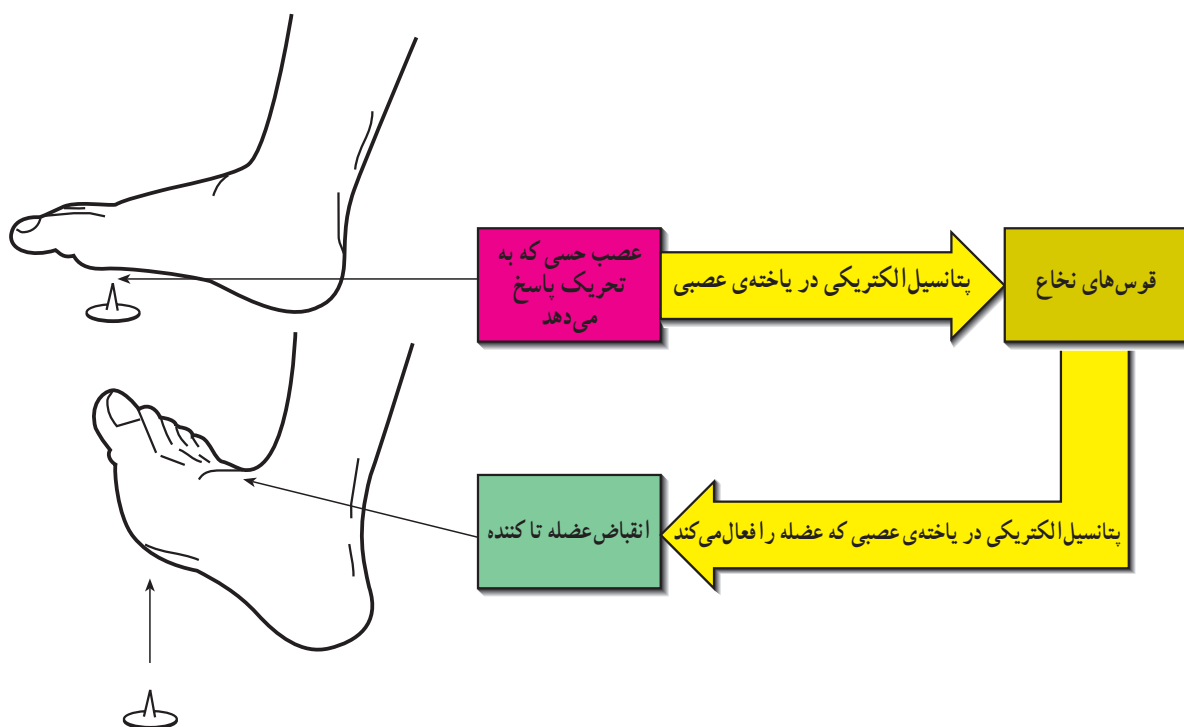 عصب حسی که به
تحریک پاسخ
می‌دهد
پتانسیل الکتریکی در یاخته‌ی عصبی
قوس‌های نخاع
پتانسیل الکتریکی در یاخته‌ی عصبی که عضله را فعال می‌کند
انقباض عضله تا کننده